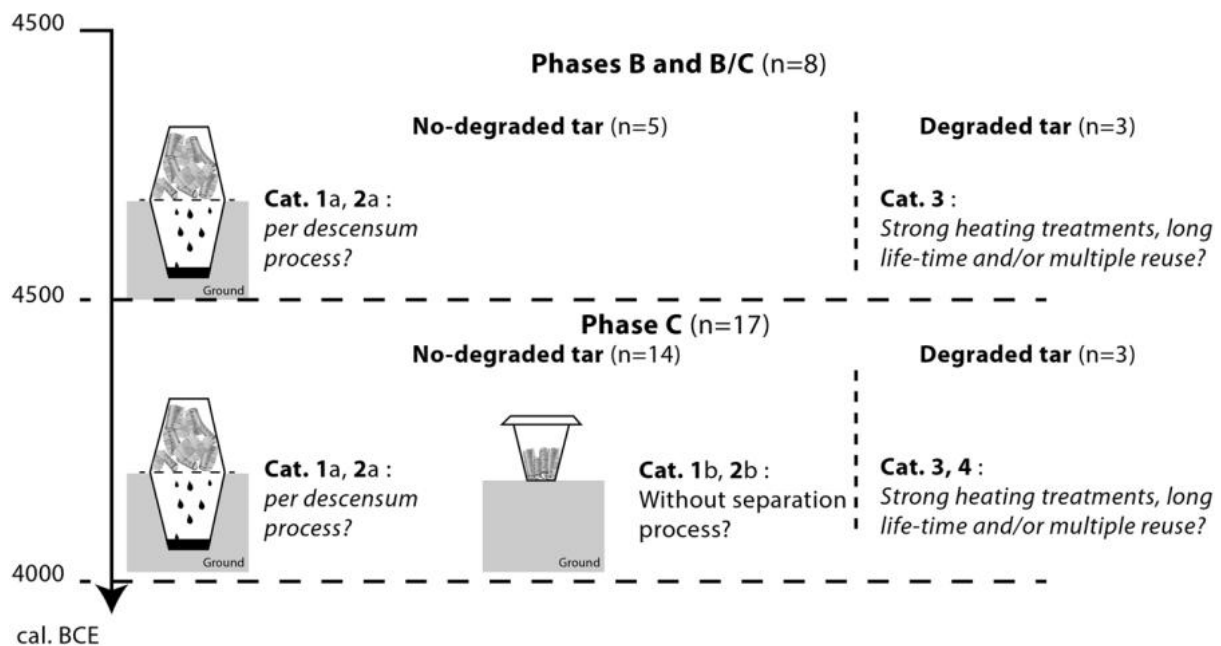 4500
Phases B and B/C (n=8)
No-degraded tar (n=5)
Degraded tar (n=3)
Cat. 1a, 2a :
per descensum
process?
Ground
Cat. 3 :
Strong heating treatments, long
life-time and/or multiple reuse?
4500
Phase C (n=17)
No-degraded tar (n=14)
Degraded tar (n=3)
Cat. 1a, 2a :
per descensum
process?
Ground
Cat. 1b, 2b :
Without separation
process?
Ground
Cat. 3, 4 :
Strong heating treatments, long
life-time and/or multiple reuse?
4000
cal. BCE